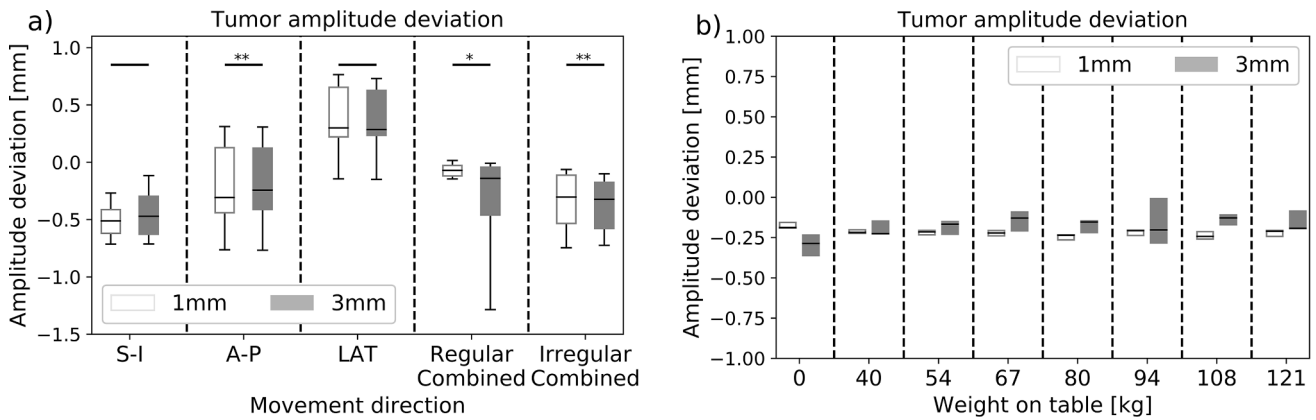 a)
Tumor amplitude deviation
Amplitude deviation [mm]
1.0
0.5
0.0
−0.5
−1.0
−1.5
**
*
**
1mm 3mm
S-I A-P LAT Regular Combined Irregular Combined
Movement direction
b)
Tumor amplitude deviation
Amplitude deviation [mm]
1.00
0.75
0.50
0.25
0.00
−0.25
−0.50
−0.75
−1.00
1mm 3mm
0 40 54 67 80 94 108 121
Weight on table [kg]